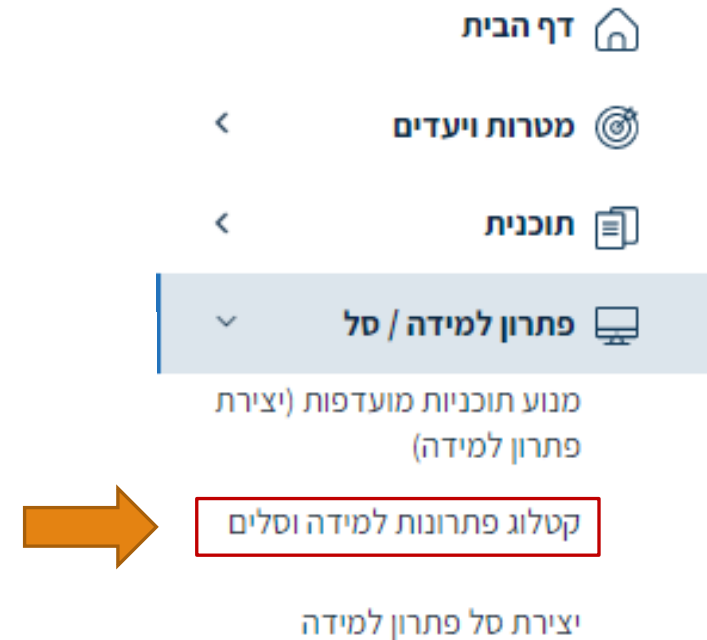 דף הבית
מטרות ויעדים
תוכנית
פתרון למידה / סל
מנוע תוכניות מועדפות (יצירת
פתרון למידה)
קטלוג פתרונות למידה וסלים
יצירת סל פתרון למידה